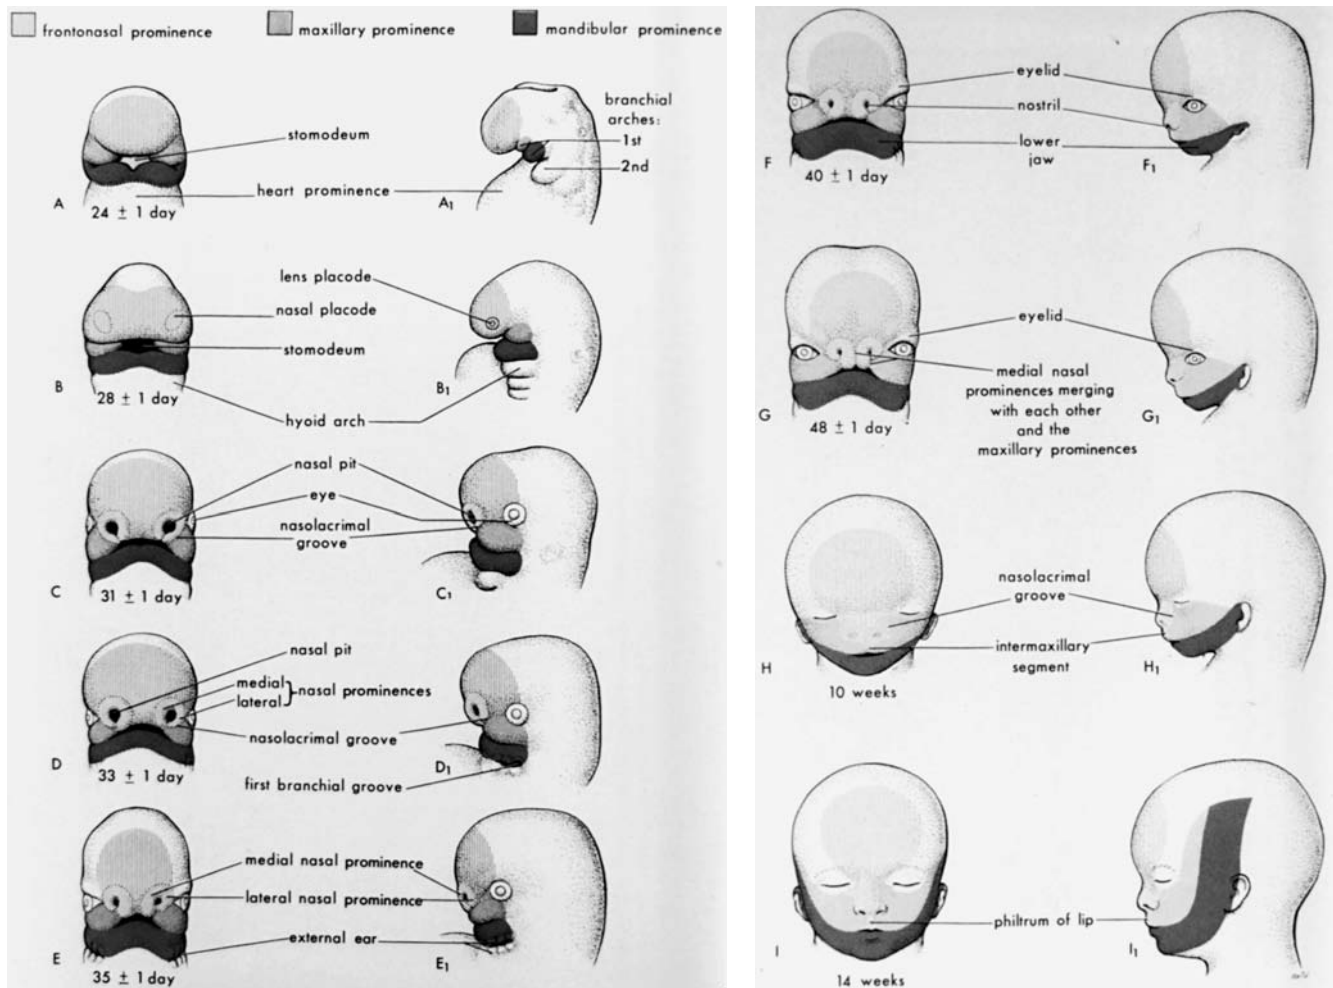 frontonasal prominence
maxillary prominence
mandibular prominence
stomodeum
branchial
arches:
1st
2nd
heart prominence
A
24 ± 1 day
A1
lens placode
nasal placode
stomodeum
B
28 ± 1 day
B1
hyoid arch
nasal pit
eye
nasolacrimal
groove
C
31 ± 1 day
C1
nasal pit
medial
lateral
nasal prominences
nasolacrimal groove
D
33 ± 1 day
D1
first branchial groove
medial nasal prominence
lateral nasal prominence
external ear
E
35 ± 1 day
E1
eyelid
nostril
lower
jaw
F
40 ± 1 day
F1
eyelid
medial nasal
prominences merging
with each other
and the
maxillary prominences
G
48 ± 1 day
G1
nasolacrimal
groove
intermaxillary
segment
H
10 weeks
H1
philtrum of lip
I
14 weeks
I1